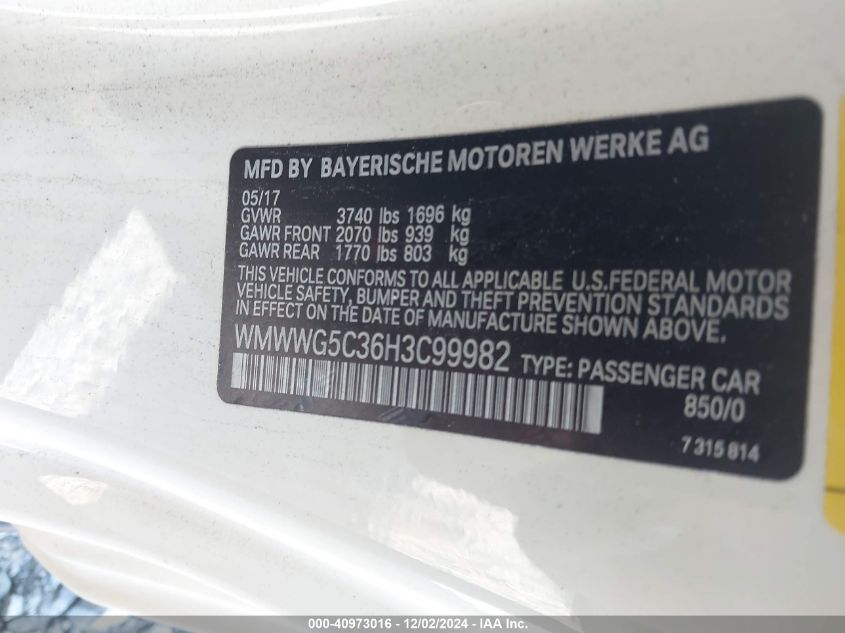 MFD BY BAYERISCHE MOTOREN WERKE AG
05/17
GVWR 3740 lbs 1696 kg
GAWR FRONT 2070 lbs 939 kg
GAWR REAR 1770 lbs 803 kg
THIS VEHICLE CONFORMS TO ALL APPLICABLE U.S.FEDERAL MOTOR
VEHICLE SAFETY, BUMPER AND THEFT PREVENTION STANDARDS
IN EFFECT ON THE DATE OF MANUFACTURE SHOWN ABOVE.
WMWWG5C36H3C99982 TYPE: PASSENGER CAR
850/0
7 315 814
000-40973016 - 12/02/2024 - IAA Inc.